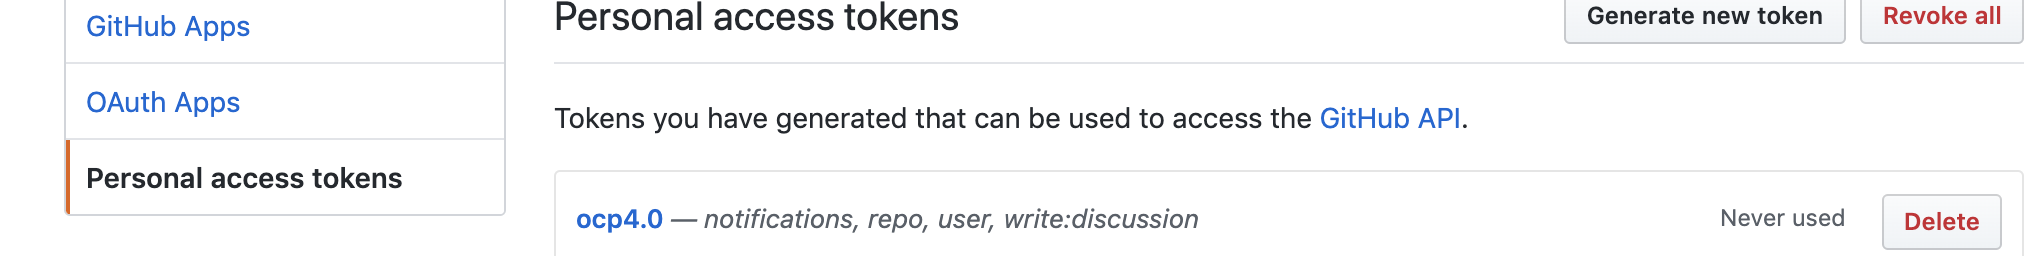 GitHub Apps
OAuth Apps
Personal access tokens
Personal access tokens
Generate new token
Revoke all
Tokens you have generated that can be used to access the GitHub API.
ocp4.0 — notifications, repo, user, write:discussion
Never used
Delete